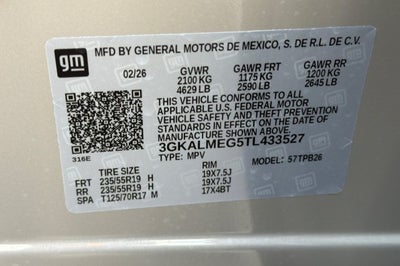 gm
MFD BY GENERAL MOTORS DE MEXICO, S. DE R.L. DE C.V.
02/26 GVWR GAWR FRT GAWR RR
2100 KG 1175 KG 1200 KG
4629 LB 2590 LB 2645 LB
THIS VEHICLE CONFORMS TO ALL
APPLICABLE U.S. FEDERAL MOTOR
VEHICLE SAFETY AND THEFT PREVENTION
STANDARDS IN EFFECT ON THE DATE OF
MANUFACTURE SHOWN ABOVE.
3GKALMEG5TL433527
316E TYPE: MPV MODEL: 57TPB26
TIRE SIZE RIM
FRT 235/55R19 H 19X7.5J
RR 235/55R19 H 19X7.5J
SPA T125/70R17 M 17X4BT